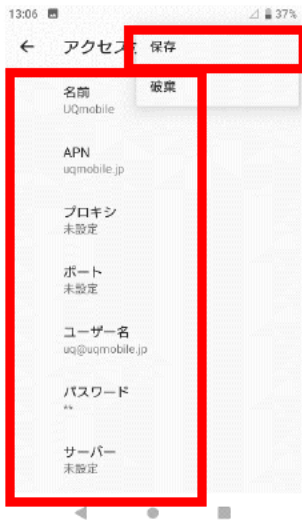 13:06
37%
アクセス
保存
破棄
名前
UQmobile
APN
uqmobile.jp
プロキシ
未設定
ポート
未設定
ユーザー名
uq@uqmobile.jp
パスワード
**
サーバー
未設定